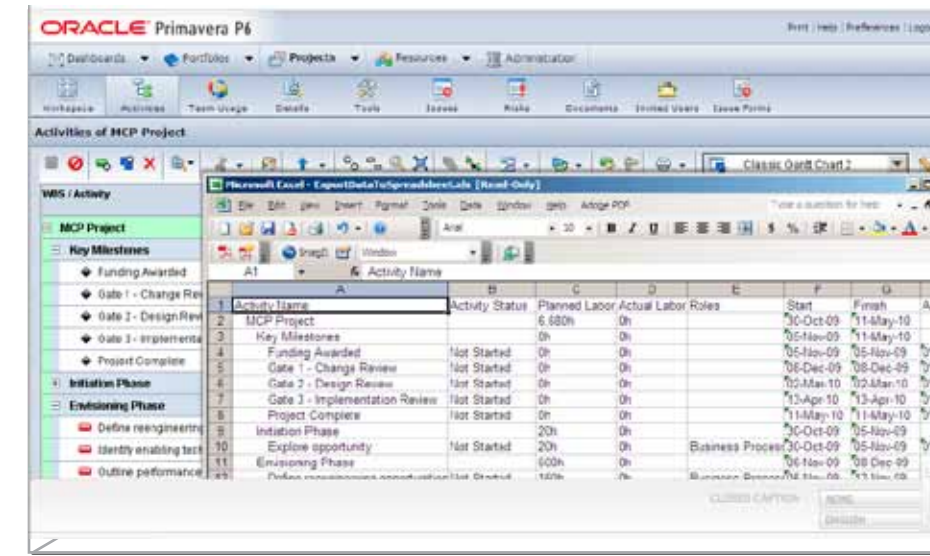 ORACLE Primavera P6
Print | Help | Preferences | Logo
Dashboards Portfolios Projects Resources Administration
Workspace Activities Team Usage Details Tools Issues Risks Documents Invited Users Issue Forms
Activities of MCP Project
Classic Gantt Chart 2
WBS / Activity
Microsoft Excel - ExportDataToSpreadsheet.xls [Read-Only]
File Edit View Insert Format Tools Data Window Help Adobe PDF Type a question for help
MCP Project
Arial 10 B I U $ %
Key Milestones
SnagIt Window
Funding Awarded
A1 fx Activity Name
Gate 1 - Change Rev
A B C D E F G
1 Activity Name Activity Status Planned Labor Actual Labor Roles Start Finish A
Gate 2 - Design Rev
2 MCP Project 6,680h 0h 30-Oct-09 11-May-10
Gate 3 - Implementa
3 Key Milestones 0h 0h 05-Nov-09 11-May-10
4 Funding Awarded Not Started 0h 0h 05-Nov-09 05-Nov-09
Project Complete
5 Gate 1 - Change Review Not Started 0h 0h 08-Dec-09 08-Dec-09
Initiation Phase
6 Gate 2 - Design Review Not Started 0h 0h 02-Mar-10 02-Mar-10
7 Gate 3 - Implementation Review Not Started 0h 0h 13-Apr-10 13-Apr-10
Envisioning Phase
8 Project Complete Not Started 0h 0h 11-May-10 11-May-10
Define reengineering
9 Initiation Phase 20h 0h 30-Oct-09 05-Nov-09
Identify enabling tech
10 Explore opportunity Not Started 20h 0h Business Proces 30-Oct-09 05-Nov-09
Outline performance
11 Envisioning Phase 600h 0h 06-Nov-09 08-Dec-09
CLOSED CAPTION NONE